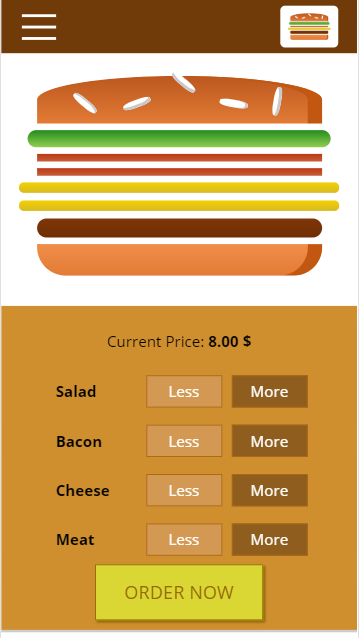 Current Price: 8.00 $
Salad Less More
Bacon Less More
Cheese Less More
Meat Less More
ORDER NOW